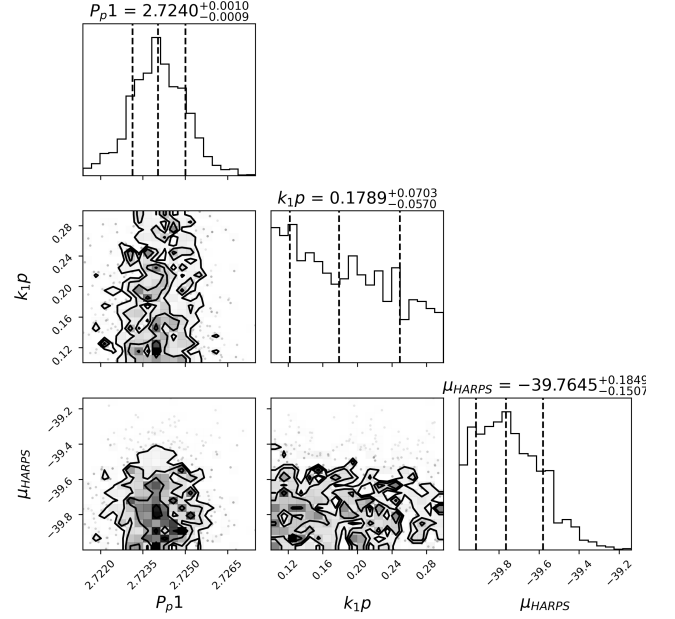 P_p1 = 2.7240^{+0.0010}_{−0.0009}
k_1p = 0.1789^{+0.0703}_{−0.0570}
0.28
0.24
0.20
0.16
0.12
k_1p
μ_HARPS = −39.7645^{+0.1849}_{−0.1507}
−39.2
−39.4
−39.6
−39.8
μ_HARPS
2.7220 2.7235 2.7250 2.7265
0.12 0.16 0.20 0.24 0.28
−39.8 −39.6 −39.4 −39.2
P_p1 k_1p μ_HARPS